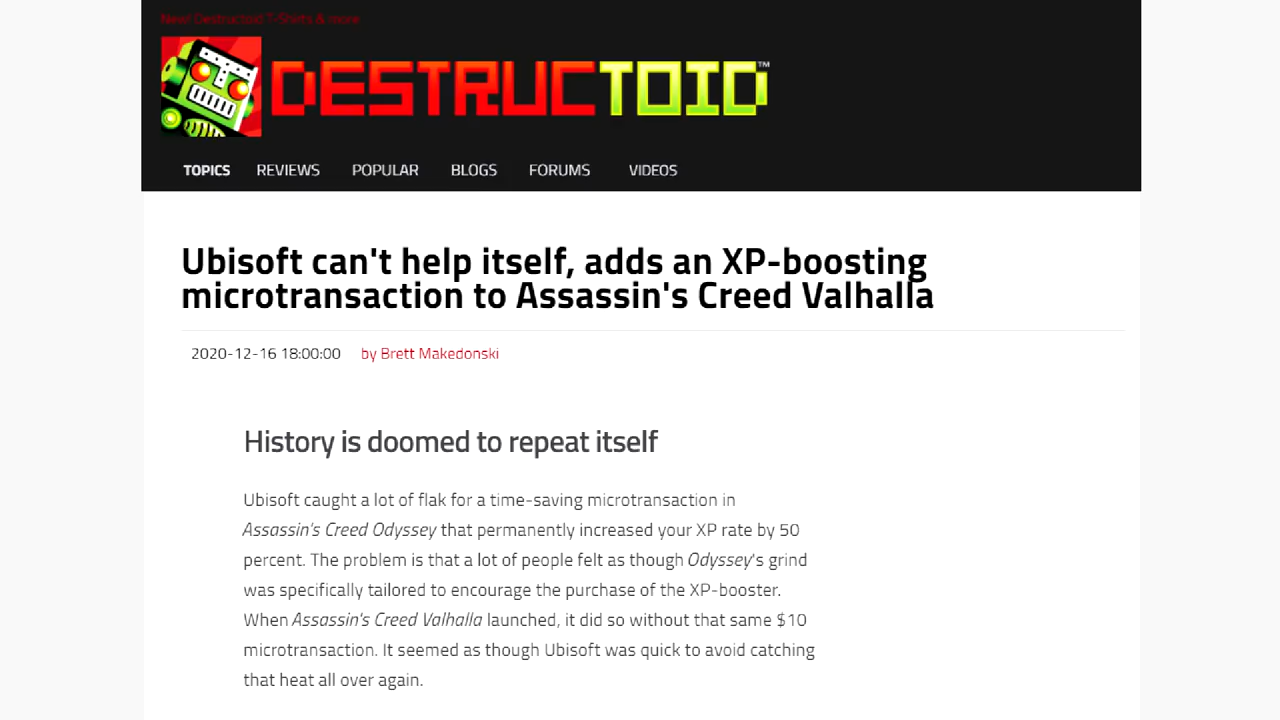 New! Destructoid T-Shirts & more
DESTRUCTOID™
TOPICS REVIEWS POPULAR BLOGS FORUMS VIDEOS
Ubisoft can't help itself, adds an XP-boosting
microtransaction to Assassin's Creed Valhalla
2020-12-16 18:00:00 by Brett Makedonski
History is doomed to repeat itself
Ubisoft caught a lot of flak for a time-saving microtransaction in
Assassin's Creed Odyssey that permanently increased your XP rate by 50
percent. The problem is that a lot of people felt as though Odyssey's grind
was specifically tailored to encourage the purchase of the XP-booster.
When Assassin's Creed Valhalla launched, it did so without that same $10
microtransaction. It seemed as though Ubisoft was quick to avoid catching
that heat all over again.